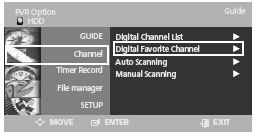 PVR Option
Guide
HDD
GUIDE
Channel
Timer Record
File manager
SETUP
Digital Channel List
Digital Favorite Channel
Auto Scanning
Manual Scanning
MOVE
ENTER
EXIT